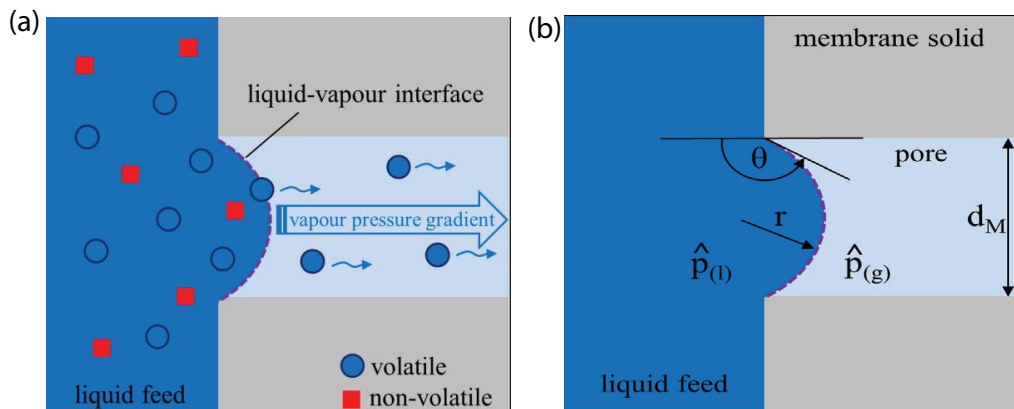 (a)
liquid-vapour interface
vapour pressure gradient
volatile
non-volatile
liquid feed
(b)
membrane solid
θ
pore
r
d_M
p̂_(l)
p̂_(g)
liquid feed